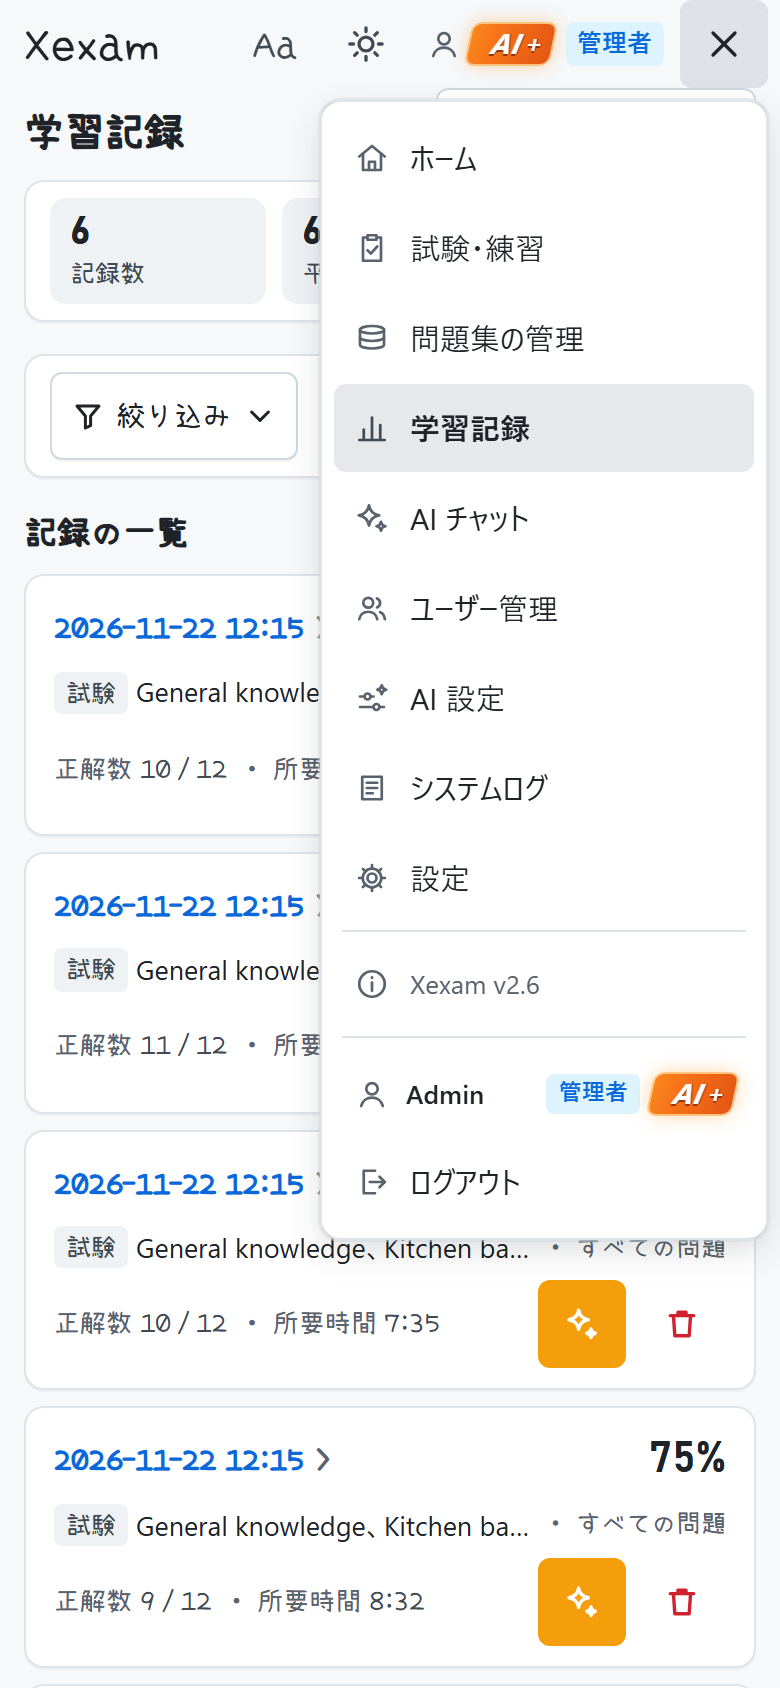 Xexam Aa AI+ 管理者
学習記録
6
記録数
6
絞り込み
記録の一覧
2026-11-22 12:15
試験 General knowle
正解数 10 / 12 ・ 所要
2026-11-22 12:15
試験 General knowle
正解数 11 / 12 ・ 所要
2026-11-22 12:15
試験 General knowledge、Kitchen ba... ・ すべての問題
正解数 10 / 12 ・ 所要時間 7:35
2026-11-22 12:15 75%
試験 General knowledge、Kitchen ba... ・ すべての問題
正解数 9 / 12 ・ 所要時間 8:32
ホーム
試験・練習
問題集の管理
学習記録
AI チャット
ユーザー管理
AI 設定
システムログ
設定
Xexam v2.6
Admin 管理者 AI+
ログアウト